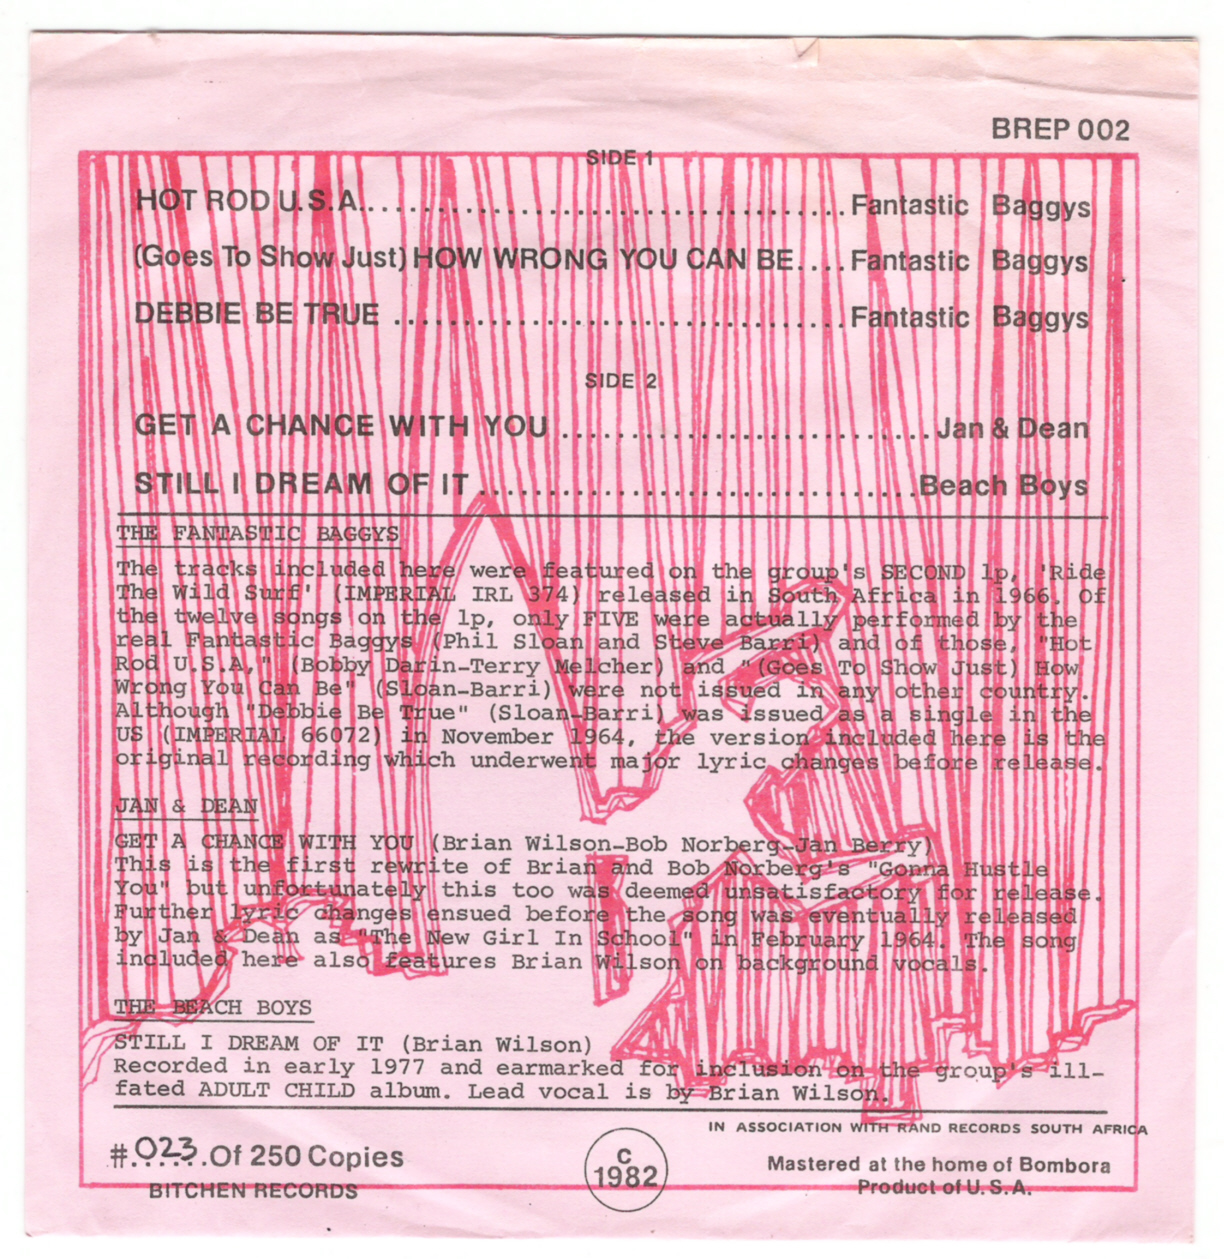 BREP 002
SIDE 1
HOT ROD U.S.A.......................................Fantastic Baggys
(Goes To Show Just) HOW WRONG YOU CAN BE....Fantastic Baggys
DEBBIE BE TRUE ......................................Fantastic Baggys
SIDE 2
GET A CHANCE WITH YOU ...............................Jan & Dean
STILL I DREAM OF IT.....................................Beach Boys
THE FANTASTIC BAGGYS
The tracks included here were featured on the group's SECOND lp, 'Ride
The Wild Surf' (IMPERIAL IRL 374) released in South Africa in 1966. Of
the twelve songs on the lp, only FIVE were actually performed by the
real Fantastic Baggys (Phil Sloan and Steve Barri) and of those, "Hot
Rod U.S.A," (Bobby Darin-Terry Melcher) and "(Goes To Show Just) How
Wrong You Can Be" (Sloan-Barri) were not issued in any other country.
Although "Debbie Be True" (Sloan-Barri) was issued as a single in the
US (IMPERIAL 66072) in November 1964, the version included here is the
original recording which underwent major lyric changes before release.
JAN & DEAN
GET A CHANCE WITH YOU (Brian Wilson-Bob Norberg-Jan Berry)
This is the first rewrite of Brian and Bob Norberg's "Gonna Hustle
You" but unfortunately this too was deemed unsatisfactory for release.
Further lyric changes ensued before the song was eventually released
by Jan & Dean as "The New Girl In School" in February 1964. The song
included here also features Brian Wilson on background vocals.
THE BEACH BOYS
STILL I DREAM OF IT (Brian Wilson)
Recorded in early 1977 and earmarked for inclusion on the group's ill-
fated ADULT CHILD album. Lead vocal is by Brian Wilson.
IN ASSOCIATION WITH RAND RECORDS SOUTH AFRICA
#.023.Of 250 Copies
C
1982
Mastered at the home of Bombora
BITCHEN RECORDS
Product of U.S.A.